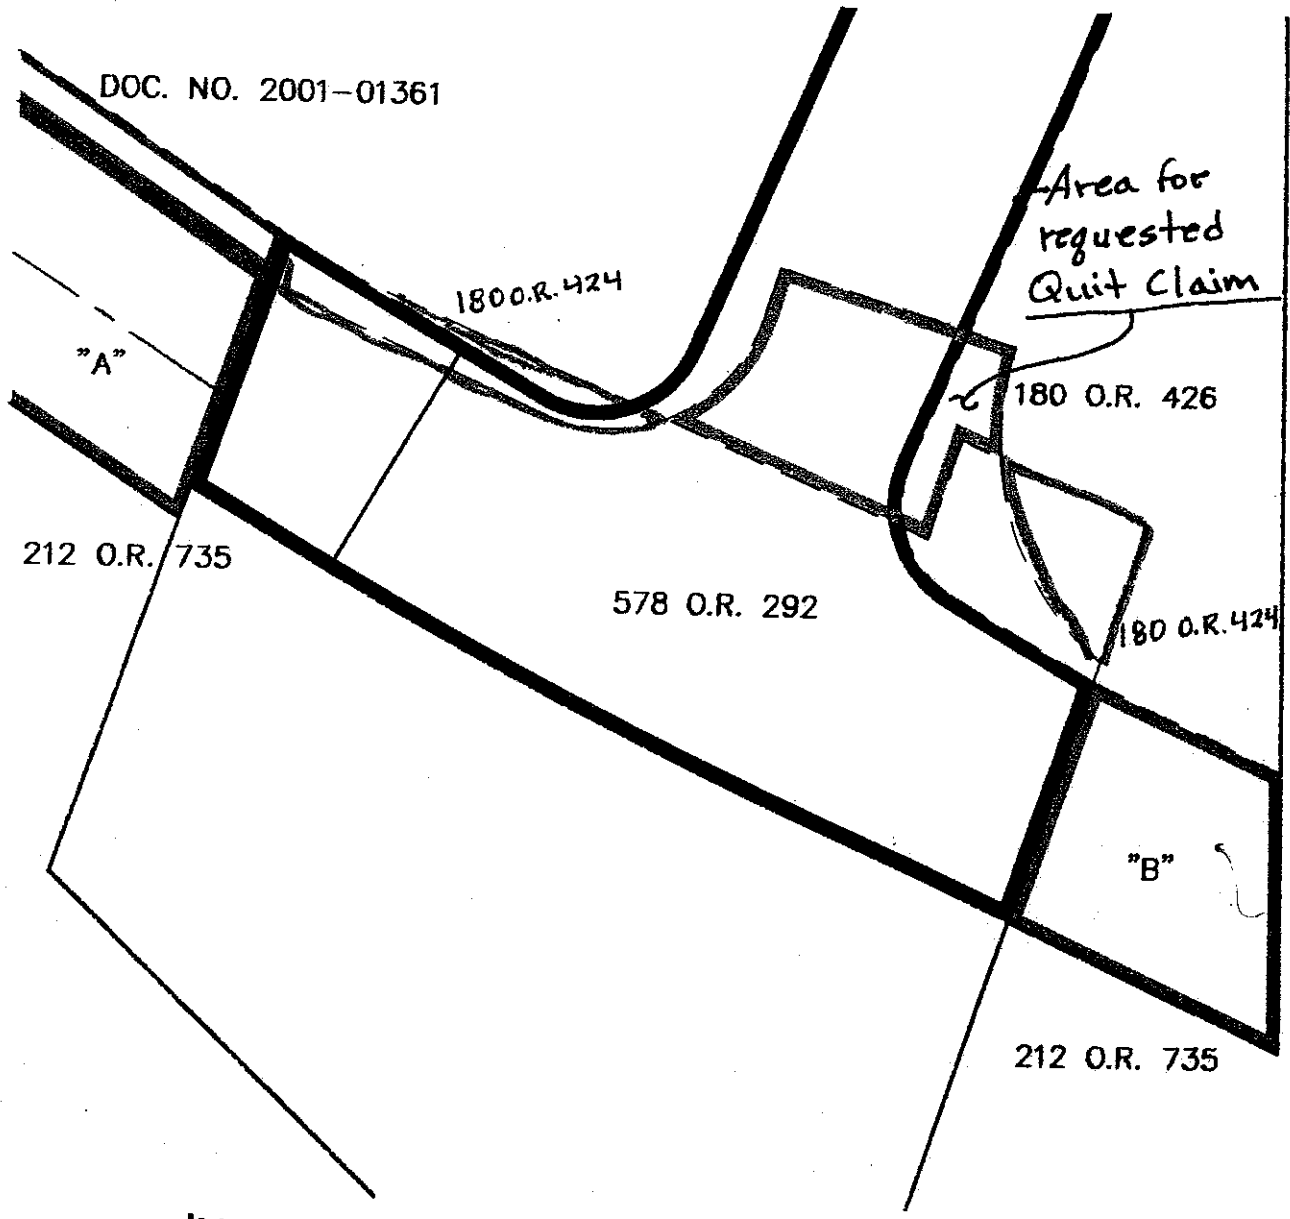 DOC. NO. 2001-01361
Area for
requested
Quit Claim
180 O.R. 424
"A"
180 O.R. 426
212 O.R. 735
578 O.R. 292
180 O.R. 424
"B"
212 O.R. 735